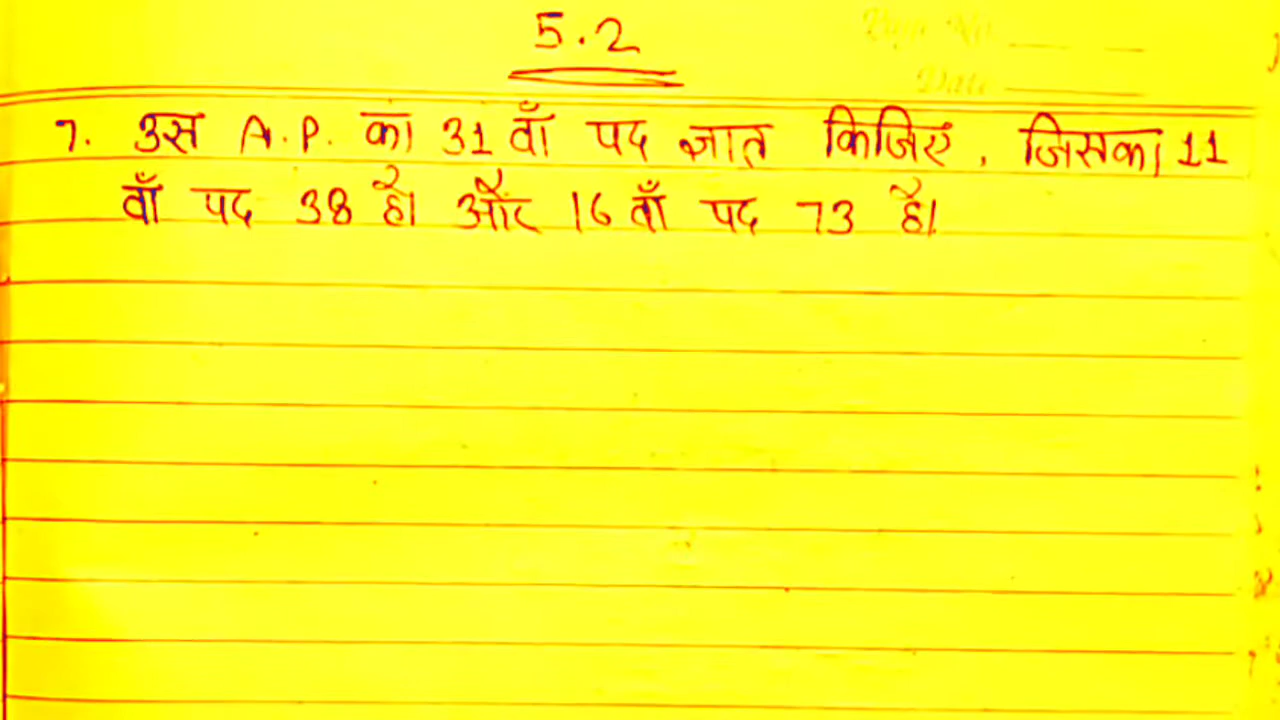 5.2
7. उस A.P. का 31 वाँ पद ज्ञात किजिए, जिसका 11
वाँ पद 38 है। और 16 वाँ पद 73 है।